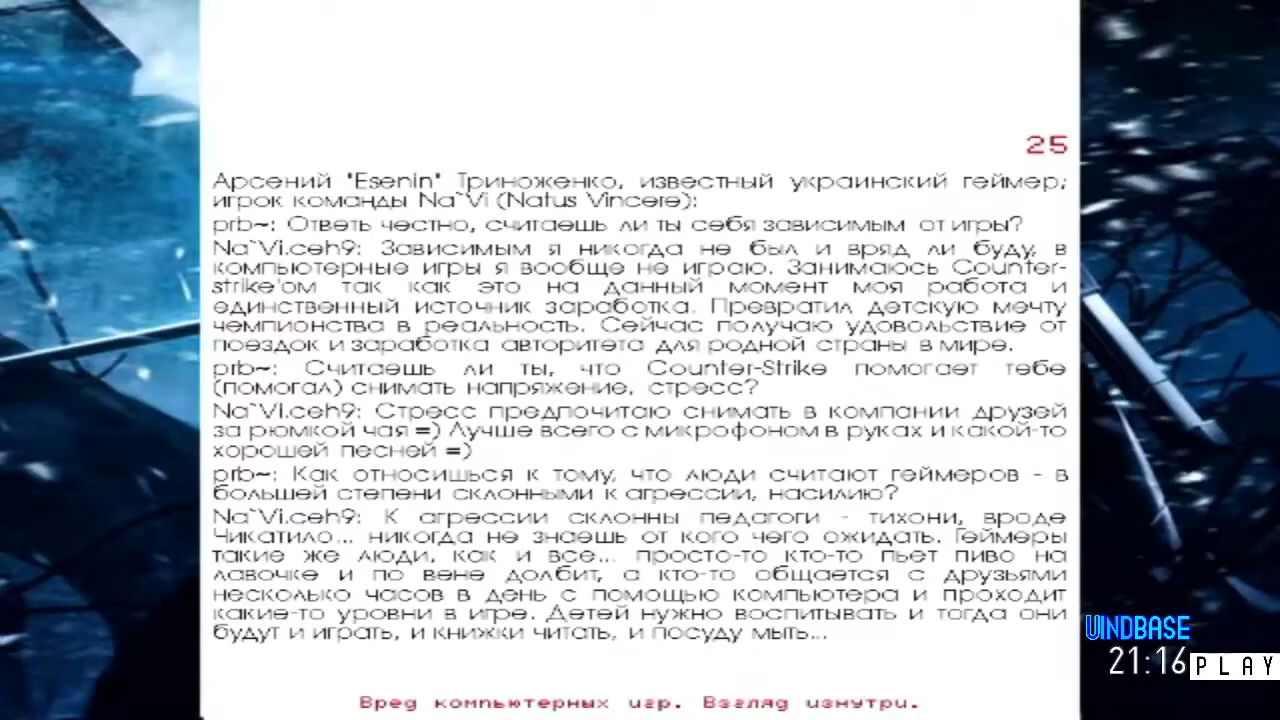 25
Арсений "Esenin" Триноженко, известный украинский геймер;
игрок команды Na`Vi (Natus Vincere):
prb~: Ответь честно, считаешь ли ты себя зависимым от игры?
Na`Vi.ceh9: Зависимым я никогда не был и вряд ли буду, в
компьютерные игры я вообще не играю. Занимаюсь Counter-
strike'ом так как это на данный момент моя работа и
единственный источник заработка. Превратил детскую мечту
чемпионства в реальность. Сейчас получаю удовольствие от
поездок и заработка авторитета для родной страны в мире.
prb~: Считаешь ли ты, что Counter-Strike помогает тебе
(помогал) снимать напряжение, стресс?
Na`Vi.ceh9: Стресс предпочитаю снимать в компании друзей
за рюмкой чая =) Лучше всего с микрофоном в руках и какой-то
хорошей песней =)
prb~: Как относишься к тому, что люди считают геймеров - в
большей степени склонными к агрессии, насилию?
Na`Vi.ceh9: К агрессии склонны педагоги - тихони, вроде
Чикатило... никогда не знаешь от кого чего ожидать. Геймеры
такие же люди, как и все... просто-то кто-то пьет пиво на
лавочке и по вене долбит, а кто-то общается с друзьями
несколько часов в день с помощью компьютера и проходит
какие-то уровни в игре. Детей нужно воспитывать и тогда они
будут и играть, и книжки читать, и посуду мыть...
Вред компьютерных игр. Взгляд изнутри.
WINDBASE
21:16 PLAY